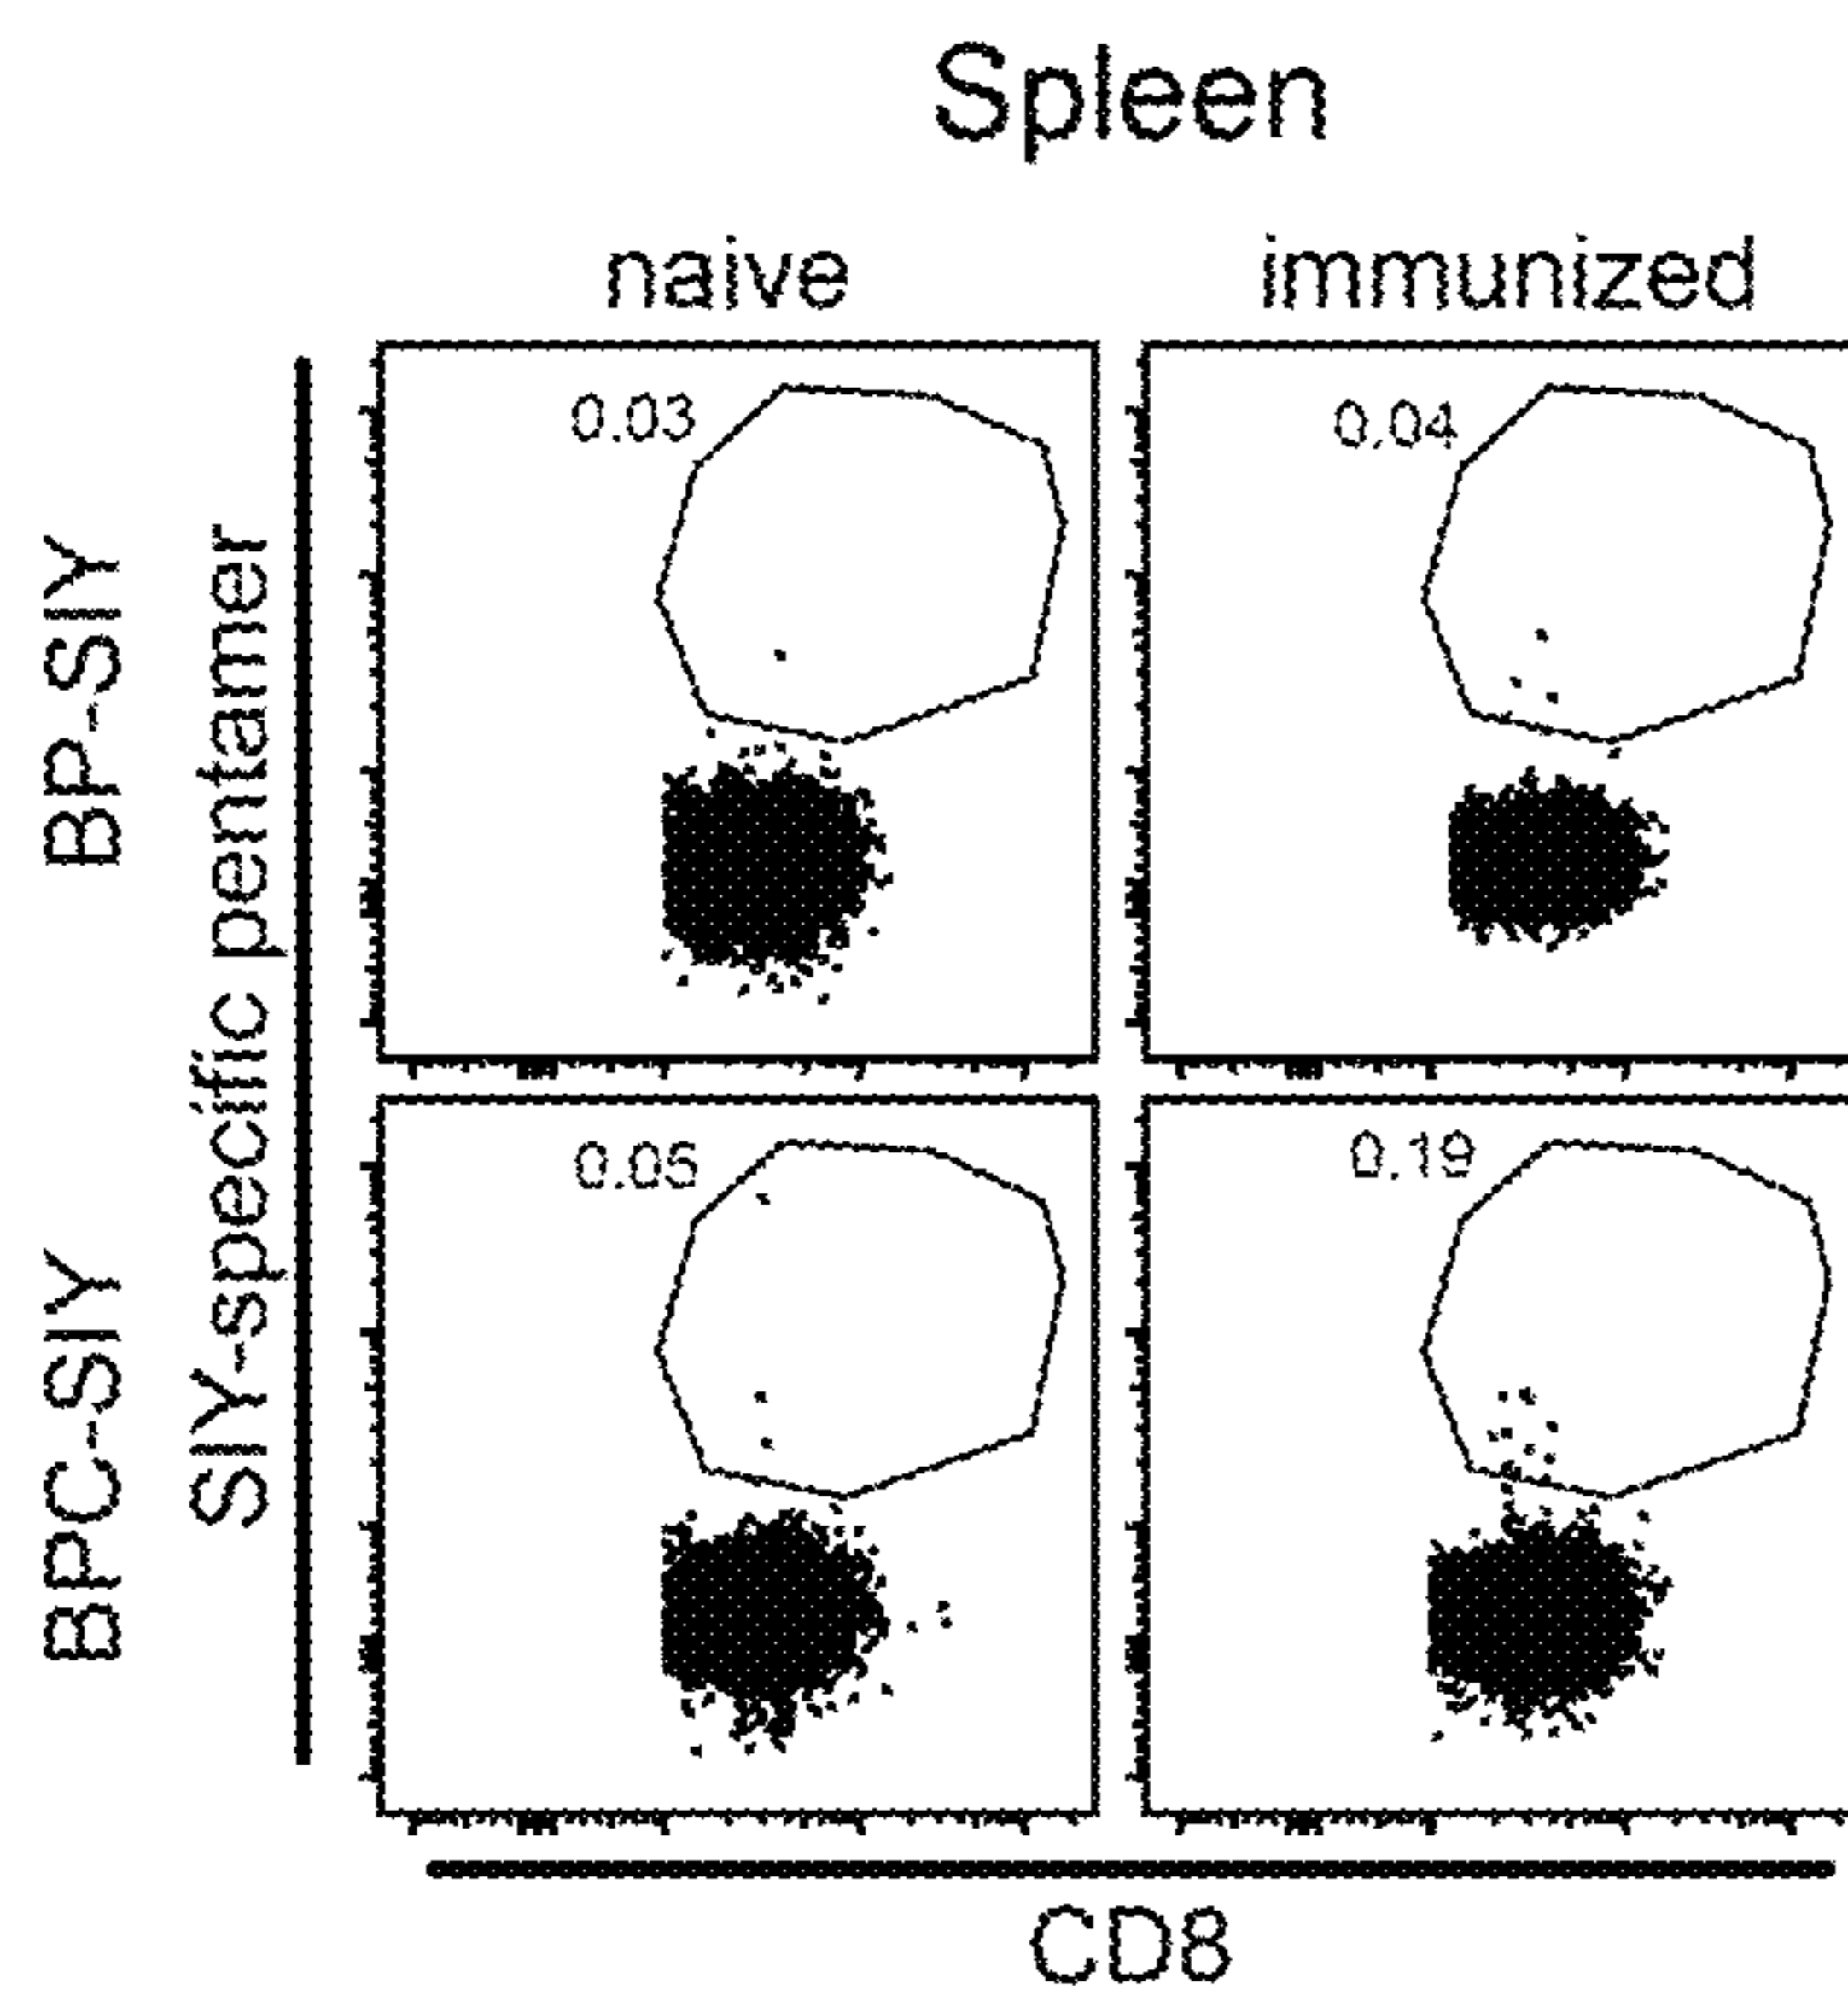 Spleen
naive immunized
BP-SIY
BPC-SIY
SIY-specific pentamer
0.03
0.04
0.05
0.19
CD8